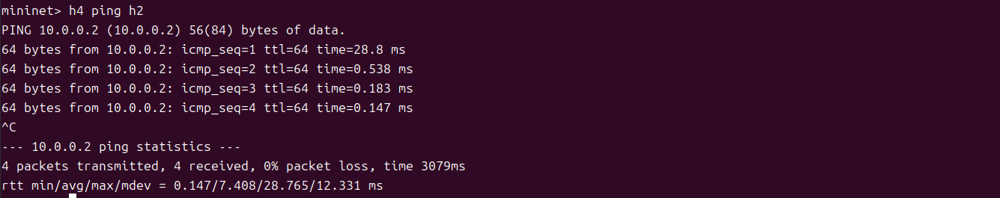 mininet> h4 ping h2
PING 10.0.0.2 (10.0.0.2) 56(84) bytes of data.
64 bytes from 10.0.0.2: icmp_seq=1 ttl=64 time=28.8 ms
64 bytes from 10.0.0.2: icmp_seq=2 ttl=64 time=0.538 ms
64 bytes from 10.0.0.2: icmp_seq=3 ttl=64 time=0.183 ms
64 bytes from 10.0.0.2: icmp_seq=4 ttl=64 time=0.147 ms
^C
--- 10.0.0.2 ping statistics ---
4 packets transmitted, 4 received, 0% packet loss, time 3079ms
rtt min/avg/max/mdev = 0.147/7.408/28.765/12.331 ms